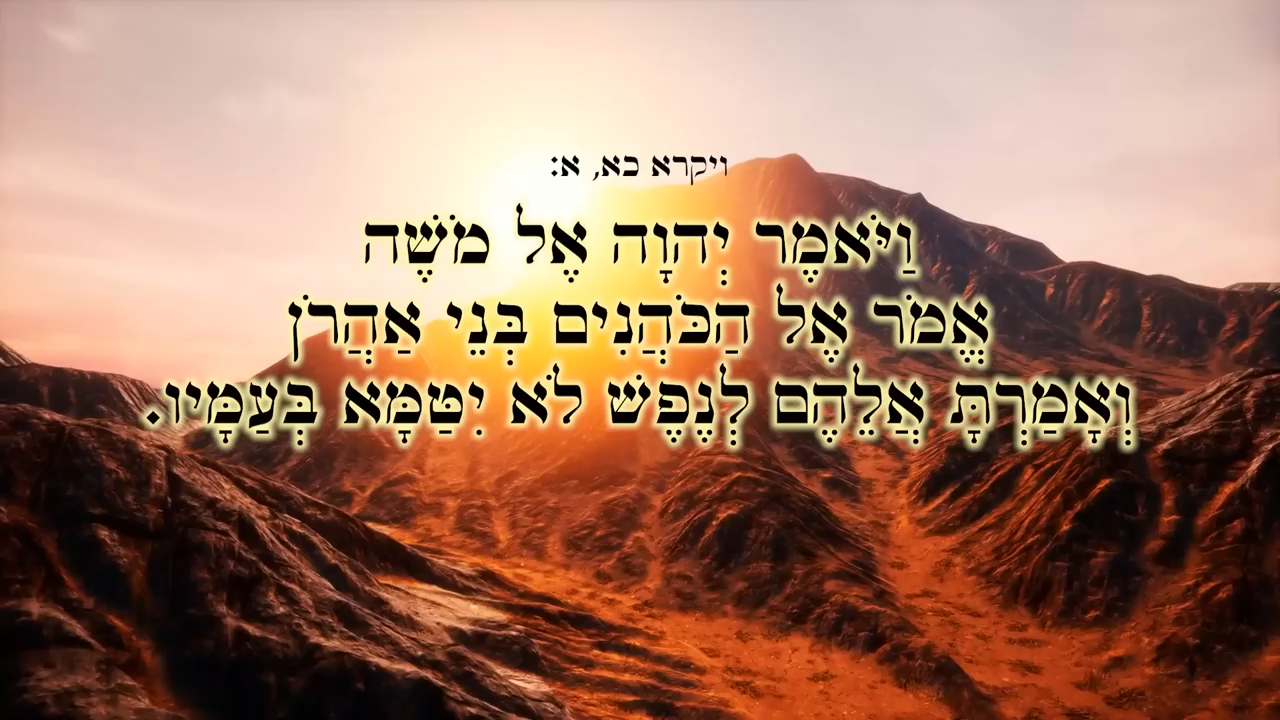 ויקרא כא, א:
וַיֹּאמֶר יְהוָה אֶל מֹשֶׁה
אֱמֹר אֶל הַכֹּהֲנִים בְּנֵי אַהֲרֹן
וְאָמַרְתָּ אֲלֵהֶם לְנֶפֶשׁ לֹא יִטַּמָּא בְּעַמָּיו.